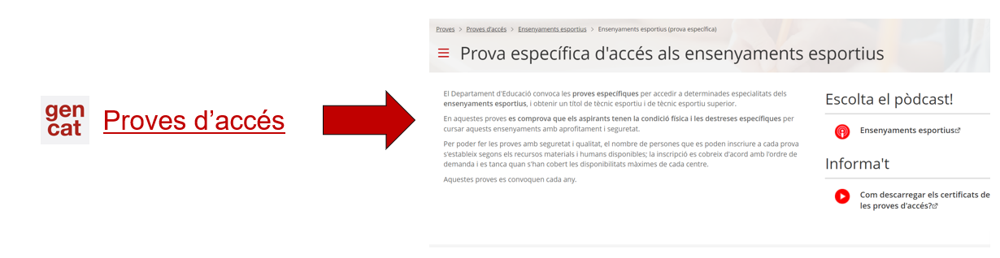 gen
cat
Proves d'accés
Proves > Proves d'accés > Ensenyaments esportius > Ensenyaments esportius (prova específica)
Prova específica d'accés als ensenyaments esportius
El Departament d'Educació convoca les proves específiques per accedir a determinades especialitats dels
ensenyaments esportius, i obtenir un títol de tècnic esportiu i de tècnic esportiu superior.
En aquestes proves es comprova que els aspirants tenen la condició física i les destreses específiques per
cursar aquests ensenyaments amb aprofitament i seguretat.
Per poder fer les proves amb seguretat i qualitat, el nombre de persones que es poden inscriure a cada prova
s'estableix segons els recursos materials i humans disponibles; la inscripció es cobreix d'acord amb l'ordre de
demanda i es tanca quan s'han cobert les disponibilitats màximes de cada centre.
Aquestes proves es convoquen cada any.
Escolta el pòdcast!
Ensenyaments esportius
Informa't
Com descarregar els certificats de
les proves d'accés?